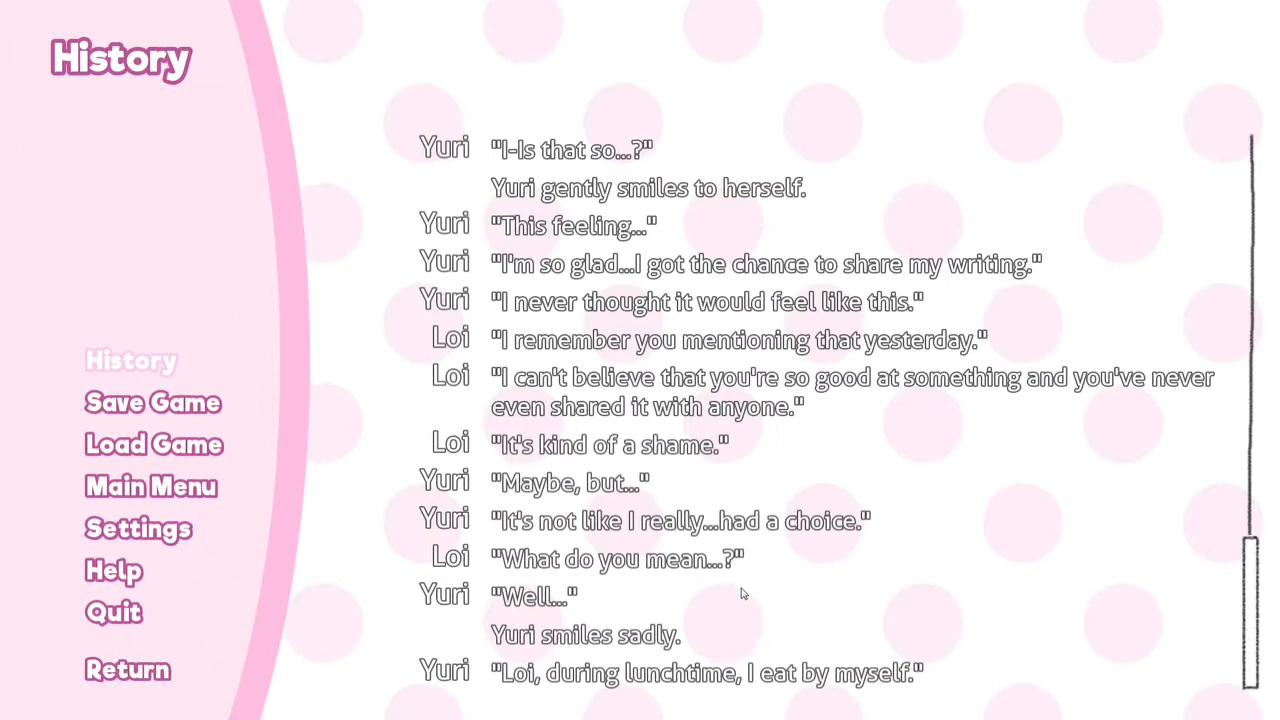 History
Yuri "I-Is that so...?"
Yuri gently smiles to herself.
Yuri "This feeling..."
Yuri "I'm so glad...I got the chance to share my writing."
Yuri "I never thought it would feel like this."
Loi "I remember you mentioning that yesterday."
Loi "I can't believe that you're so good at something and you've never
even shared it with anyone."
Loi "It's kind of a shame."
Yuri "Maybe, but..."
Yuri "It's not like I really...had a choice."
Loi "What do you mean...?"
Yuri "Well..."
Yuri smiles sadly.
Yuri "Loi, during lunchtime, I eat by myself."
History
Save Game
Load Game
Main Menu
Settings
Help
Quit
Return